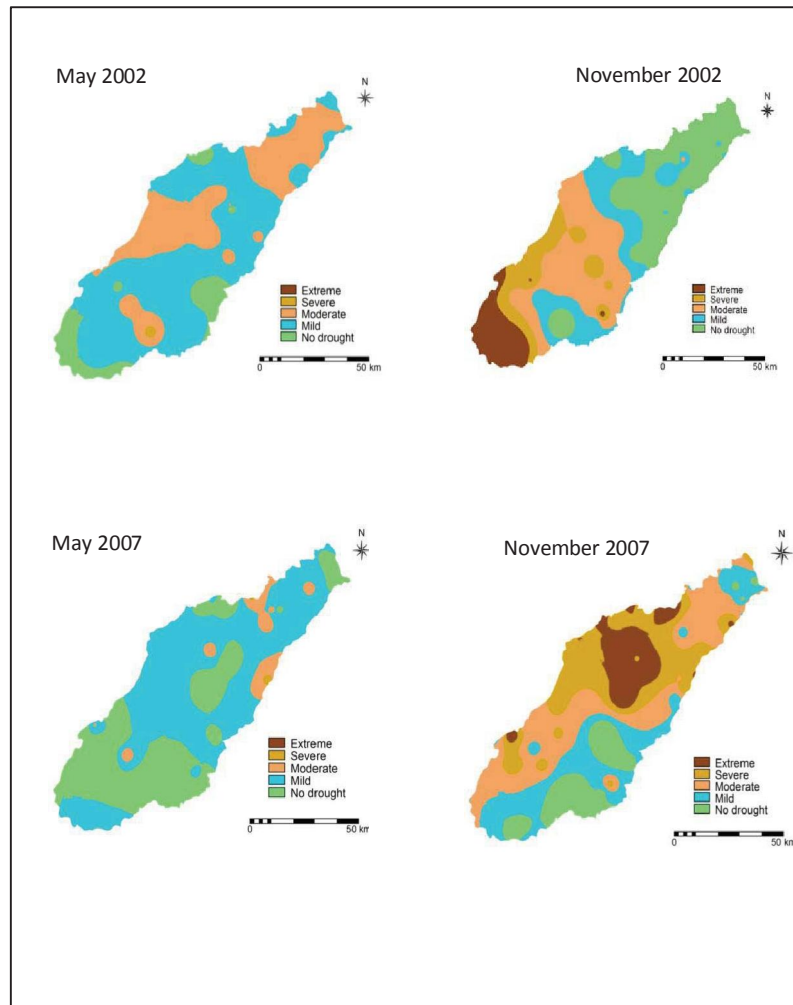 May 2002
N
Extreme
Severe
Moderate
Mild
No drought
0 50 km
November 2002
N
Extreme
Severe
Moderate
Mild
No drought
0 50 km
May 2007
N
Extreme
Severe
Moderate
Mild
No drought
0 50 km
November 2007
N
Extreme
Severe
Moderate
Mild
No drought
0 50 km